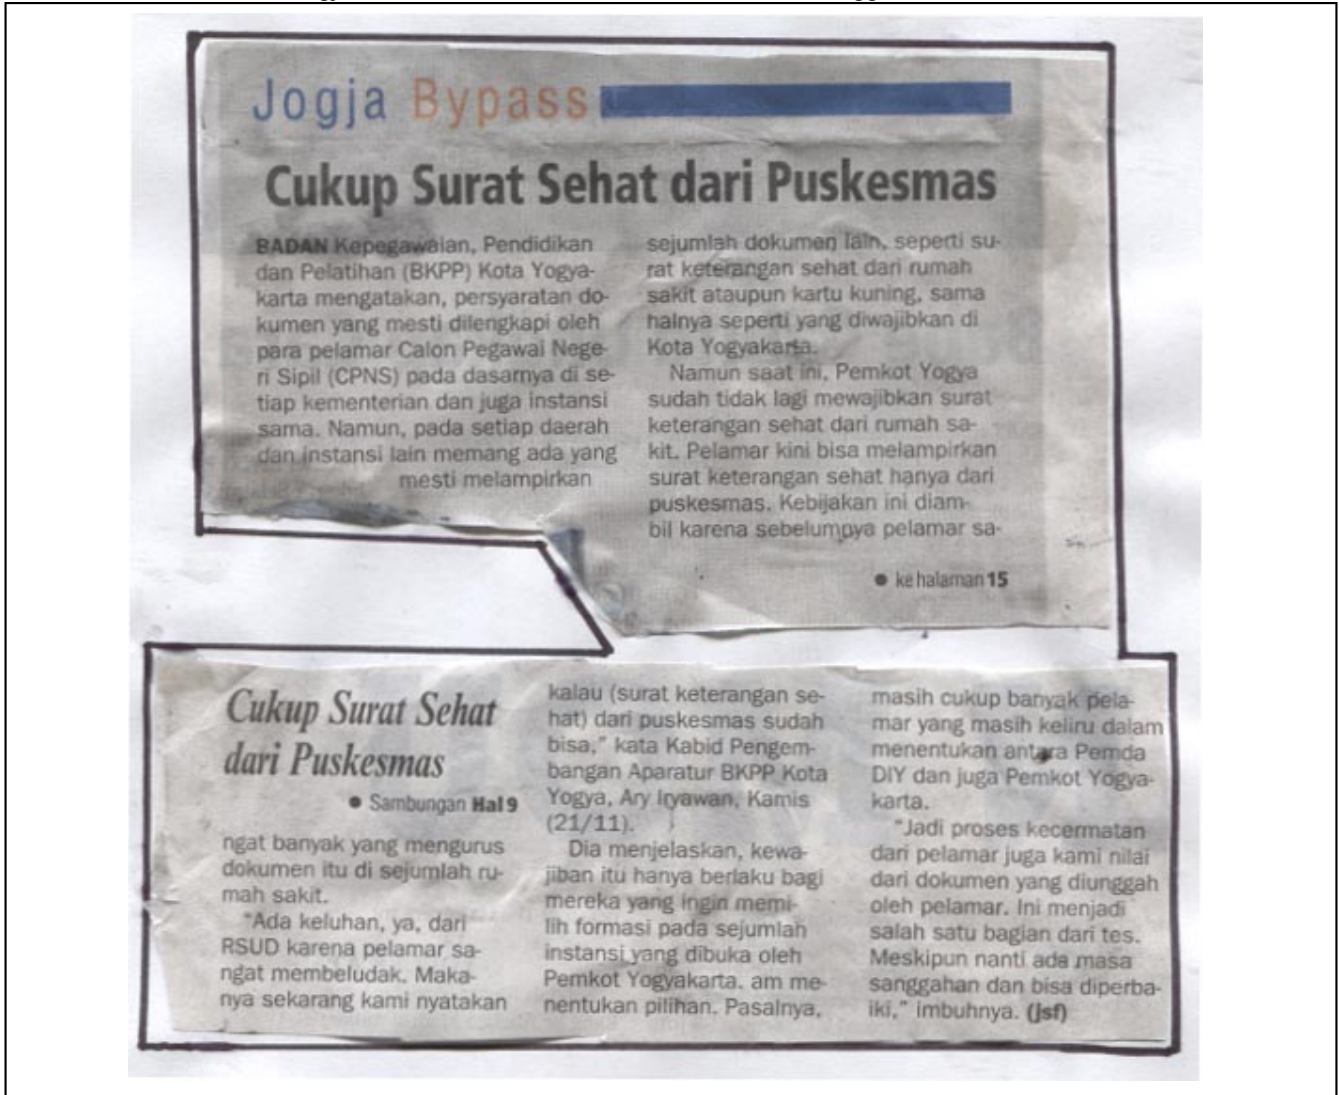 Jogja Bypass
Cukup Surat Sehat dari Puskesmas
BADAN Kepegawaian, Pendidikan
dan Pelatihan (BKPP) Kota Yogya-
karta mengatakan, persyaratan do-
kumen yang mesti dilengkapi oleh
para pelamar Calon Pegawai Nege-
ri Sipil (CPNS) pada dasarnya di se-
tiap kementerian dan juga instansi
sama. Namun, pada setiap daerah
dan instansi lain memang ada yang
mesti melampirkan
sejumlah dokumen lain, seperti su-
rat keterangan sehat dari rumah
sakit ataupun kartu kuning, sama
halnya seperti yang diwajibkan di
Kota Yogyakarta.
Namun saat ini, Pemkot Yogya
sudah tidak lagi mewajibkan surat
keterangan sehat dari rumah sa-
kit. Pelamar kini bisa melampirkan
surat keterangan sehat hanya dari
puskesmas. Kebijakan ini diam-
bil karena sebelumnya pelamar sa-
● ke halaman 15
Cukup Surat Sehat
dari Puskesmas
● Sambungan Hal 9
ngat banyak yang mengurus
dokumen itu di sejumlah ru-
mah sakit.
"Ada keluhan, ya, dari
RSUD karena pelamar sa-
ngat membeludak. Maka-
nya sekarang kami nyatakan
kalau (surat keterangan se-
hat) dari puskesmas sudah
bisa," kata Kabid Pengem-
bangan Aparatur BKPP Kota
Yogya, Ary Iryawan, Kamis
(21/11).
Dia menjelaskan, kewa-
jiban itu hanya berlaku bagi
mereka yang ingin memi-
lih formasi pada sejumlah
instansi yang dibuka oleh
Pemkot Yogyakarta. am me-
nentukan pilihan. Pasalnya,
masih cukup banyak pela-
mar yang masih keliru dalam
menentukan antara Pemda
DIY dan juga Pemkot Yogya-
karta.
"Jadi proses kecermatan
dari pelamar juga kami nilai
dari dokumen yang diunggah
oleh pelamar. Ini menjadi
salah satu bagian dari tes.
Meskipun nanti ada masa
sanggahan dan bisa diperba-
iki," imbuhnya. (jsf)